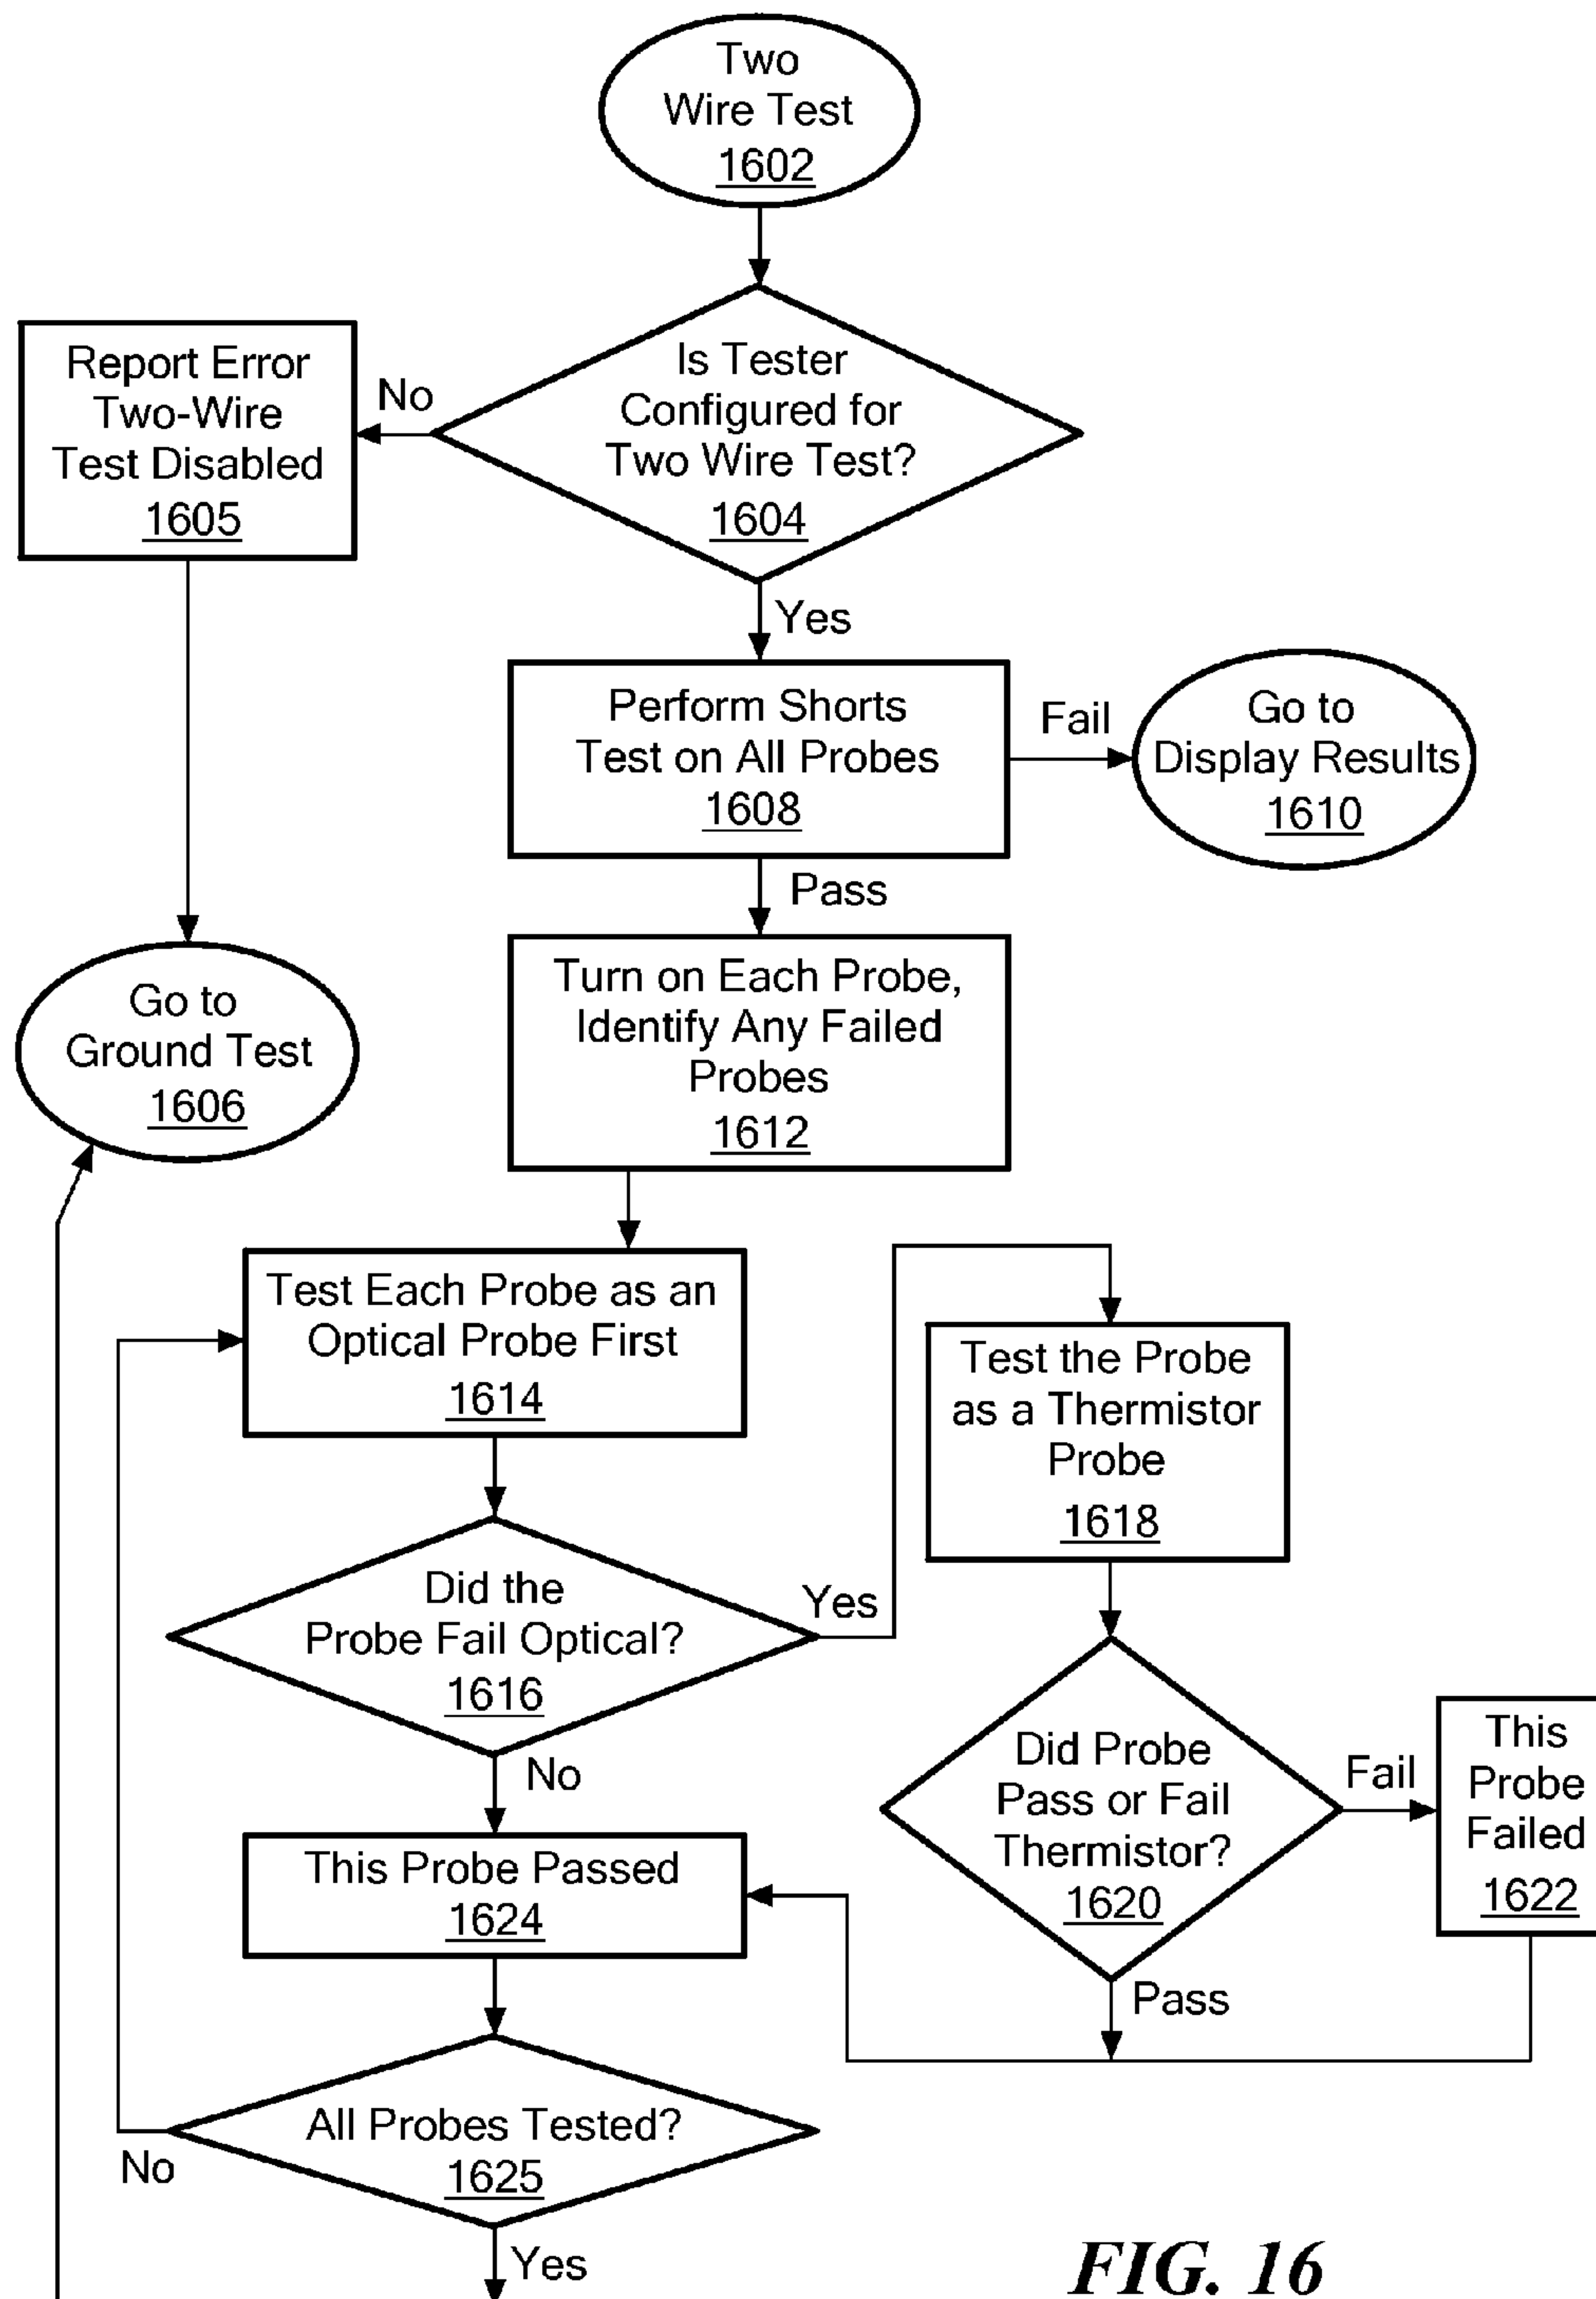 Two
Wire Test
1602
Is Tester
Configured for
Two Wire Test?
1604
No
Report Error
Two-Wire
Test Disabled
1605
Yes
Perform Shorts
Test on All Probes
1608
Fail
Go to
Display Results
1610
Pass
Go to
Ground Test
1606
Turn on Each Probe,
Identify Any Failed
Probes
1612
Test Each Probe as an
Optical Probe First
1614
Test the Probe
as a Thermistor
Probe
1618
Did the
Probe Fail Optical?
1616
Yes
No
Did Probe
Pass or Fail
Thermistor?
1620
Fail
This
Probe
Failed
1622
Pass
This Probe Passed
1624
All Probes Tested?
1625
No
Yes
FIG. 16